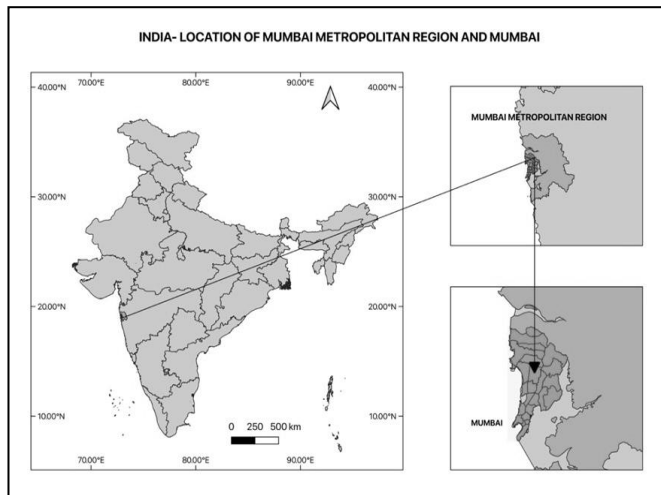 INDIA- LOCATION OF MUMBAI METROPOLITAN REGION AND MUMBAI
70.00°E 80.00°E 90.00°E
40.00°N 40.00°N
MUMBAI METROPOLITAN REGION
30.00°N 30.00°N
20.00°N 20.00°N
10.00°N 10.00°N
MUMBAI
0 250 500 km
70.00°E 80.00°E 90.00°E